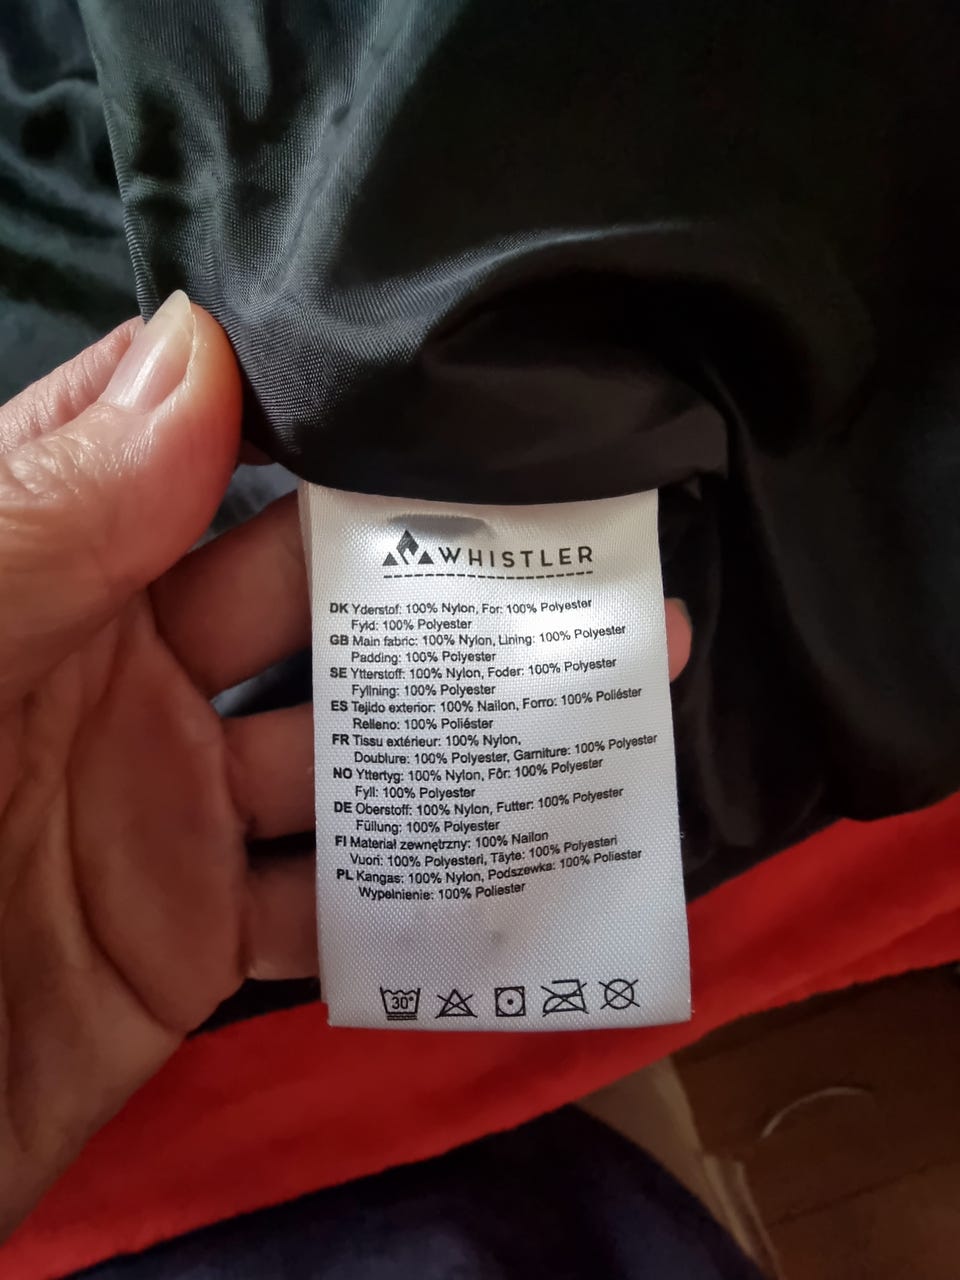 WHISTLER
DK Yderstof: 100% Nylon, For: 100% Polyester
Fyld: 100% Polyester
GB Main fabric: 100% Nylon, Lining: 100% Polyester
Padding: 100% Polyester
SE Ytterstoff: 100% Nylon, Foder: 100% Polyester
Fyllning: 100% Polyester
ES Tejido exterior: 100% Nailon, Forro: 100% Poliéster
Relleno: 100% Poliéster
FR Tissu extérieur: 100% Nylon,
Doublure: 100% Polyester, Garniture: 100% Polyester
NO Yttertyg: 100% Nylon, Fôr: 100% Polyester
Fyll: 100% Polyester
DE Oberstoff: 100% Nylon, Futter: 100% Polyester
Füllung: 100% Polyester
FI Materiał zewnętrzny: 100% Nailon
Vuori: 100% Polyesteri, Täyte: 100% Polyesteri
PL Kangas: 100% Nylon, Podszewka: 100% Poliester
Wypełnienie: 100% Poliester
30°